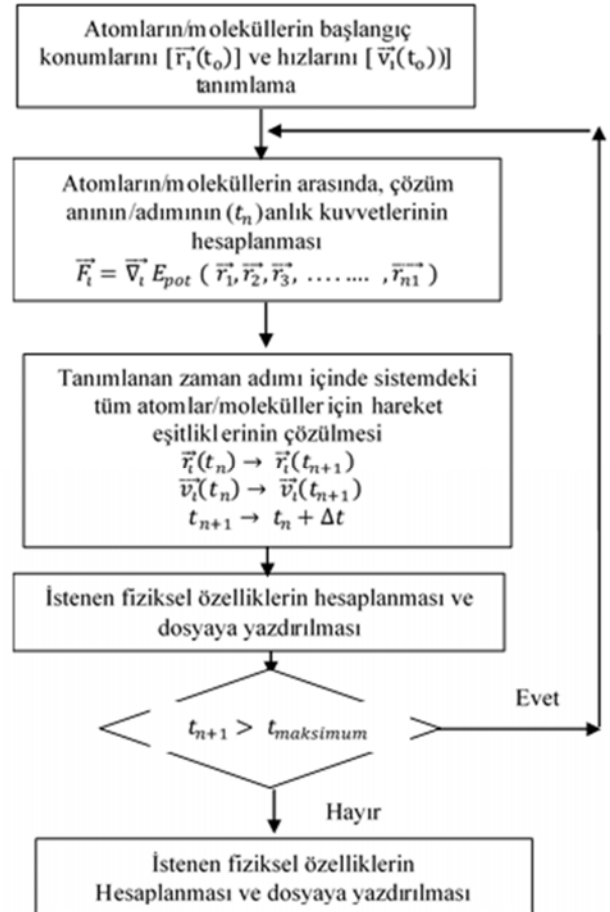 Atomların/moleküllerin başlangıç
konumlarını [r⃗ı(t₀)] ve hızlarını [ v⃗ı(t₀))]
tanımlama
Atomların/moleküllerin arasında, çözüm
anının/adımının (tₙ)anlık kuvvetlerinin
hesaplanması
F⃗ᵢ = ∇⃗ᵢ E_pot ( r⃗₁, r⃗₂, r⃗₃, ........ , r⃗ₙ₁ )
Tanımlanan zaman adımı içinde sistemdeki
tüm atomlar/moleküller için hareket
eşitliklerinin çözülmesi
r⃗ᵢ(tₙ) → r⃗ᵢ(tₙ₊₁)
v⃗ᵢ(tₙ) → v⃗ᵢ(tₙ₊₁)
tₙ₊₁ → tₙ + Δt
İstenen fiziksel özelliklerin hesaplanması ve
dosyaya yazdırılması
Evet
tₙ₊₁ > t_maksimum
Hayır
İstenen fiziksel özelliklerin
Hesaplanması ve dosyaya yazdırılması